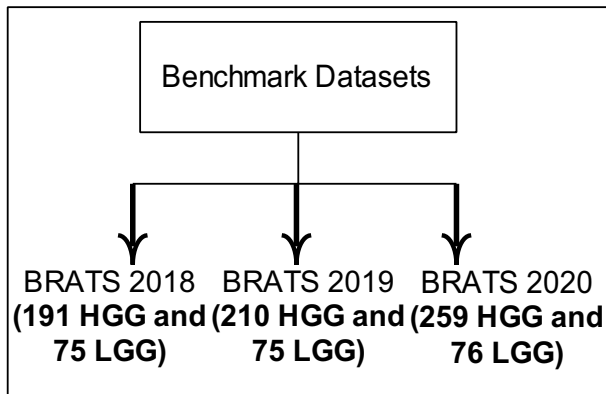 Benchmark Datasets
BRATS 2018
(191 HGG and
75 LGG)
BRATS 2019
(210 HGG and
75 LGG)
BRATS 2020
(259 HGG and
76 LGG)